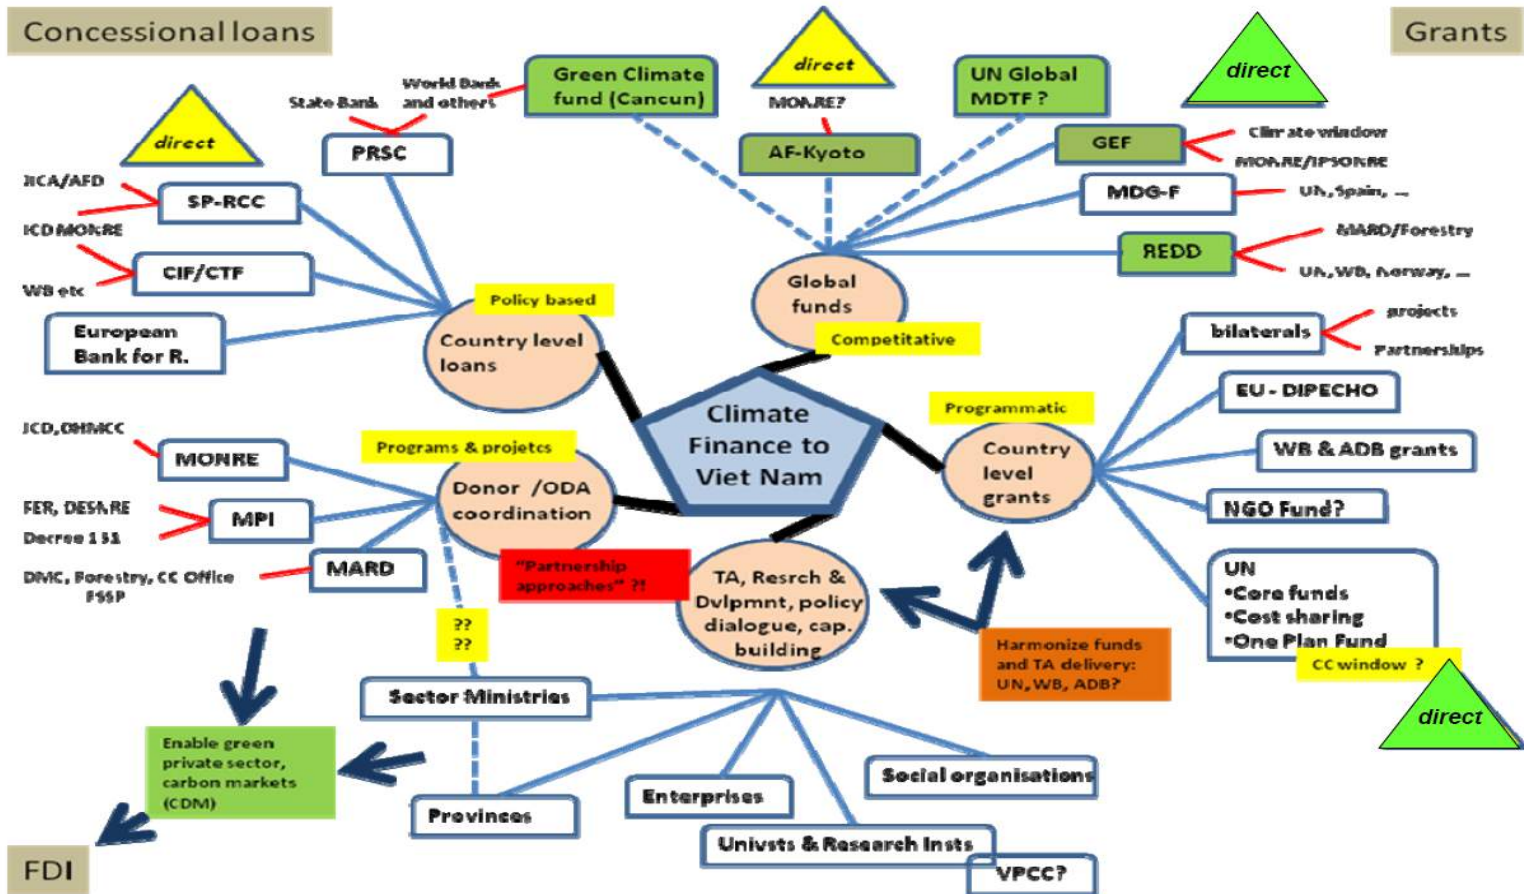 Concessional loans
Grants
direct
direct
direct
State Bank
World Bank
and others
Green Climate
fund (Cancun)
MONRE?
UN Global
MDTF ?
PRSC
AF-Kyoto
GEF
Climate window
MONRE/IPSONRE
JICA/AFD
SP-RCC
MDG-F
UN, Spain, ...
ICD MONRE
MARD/Forestry
CIF/CTF
REDD
UN, WB, Norway, ...
WB etc
Global
funds
Policy based
European
Bank for R.
Country level
loans
Competitative
bilaterals
projects
Partnerships
EU - DIPECHO
Climate
Finance to
Viet Nam
Programmatic
MONRE
Programs & projetcs
Country
level
grants
WB & ADB grants
Donor /ODA
coordination
MPI
Decree 131
NGO Fund?
MARD
DMC, Forestry, CC Office
FSSP
"Partnership
approaches" ?!
TA, Resrch &
Dvlpmnt, policy
dialogue, cap.
building
UN
•Core funds
•Cost sharing
•One Plan Fund
CC window ?
direct
??
??
Harmonize funds
and TA delivery:
UN, WB, ADB?
Sector Ministries
Enable green
private sector,
carbon markets
(CDM)
Provinces
Enterprises
Social organisations
Univsts & Research Insts
VPCC?
FDI